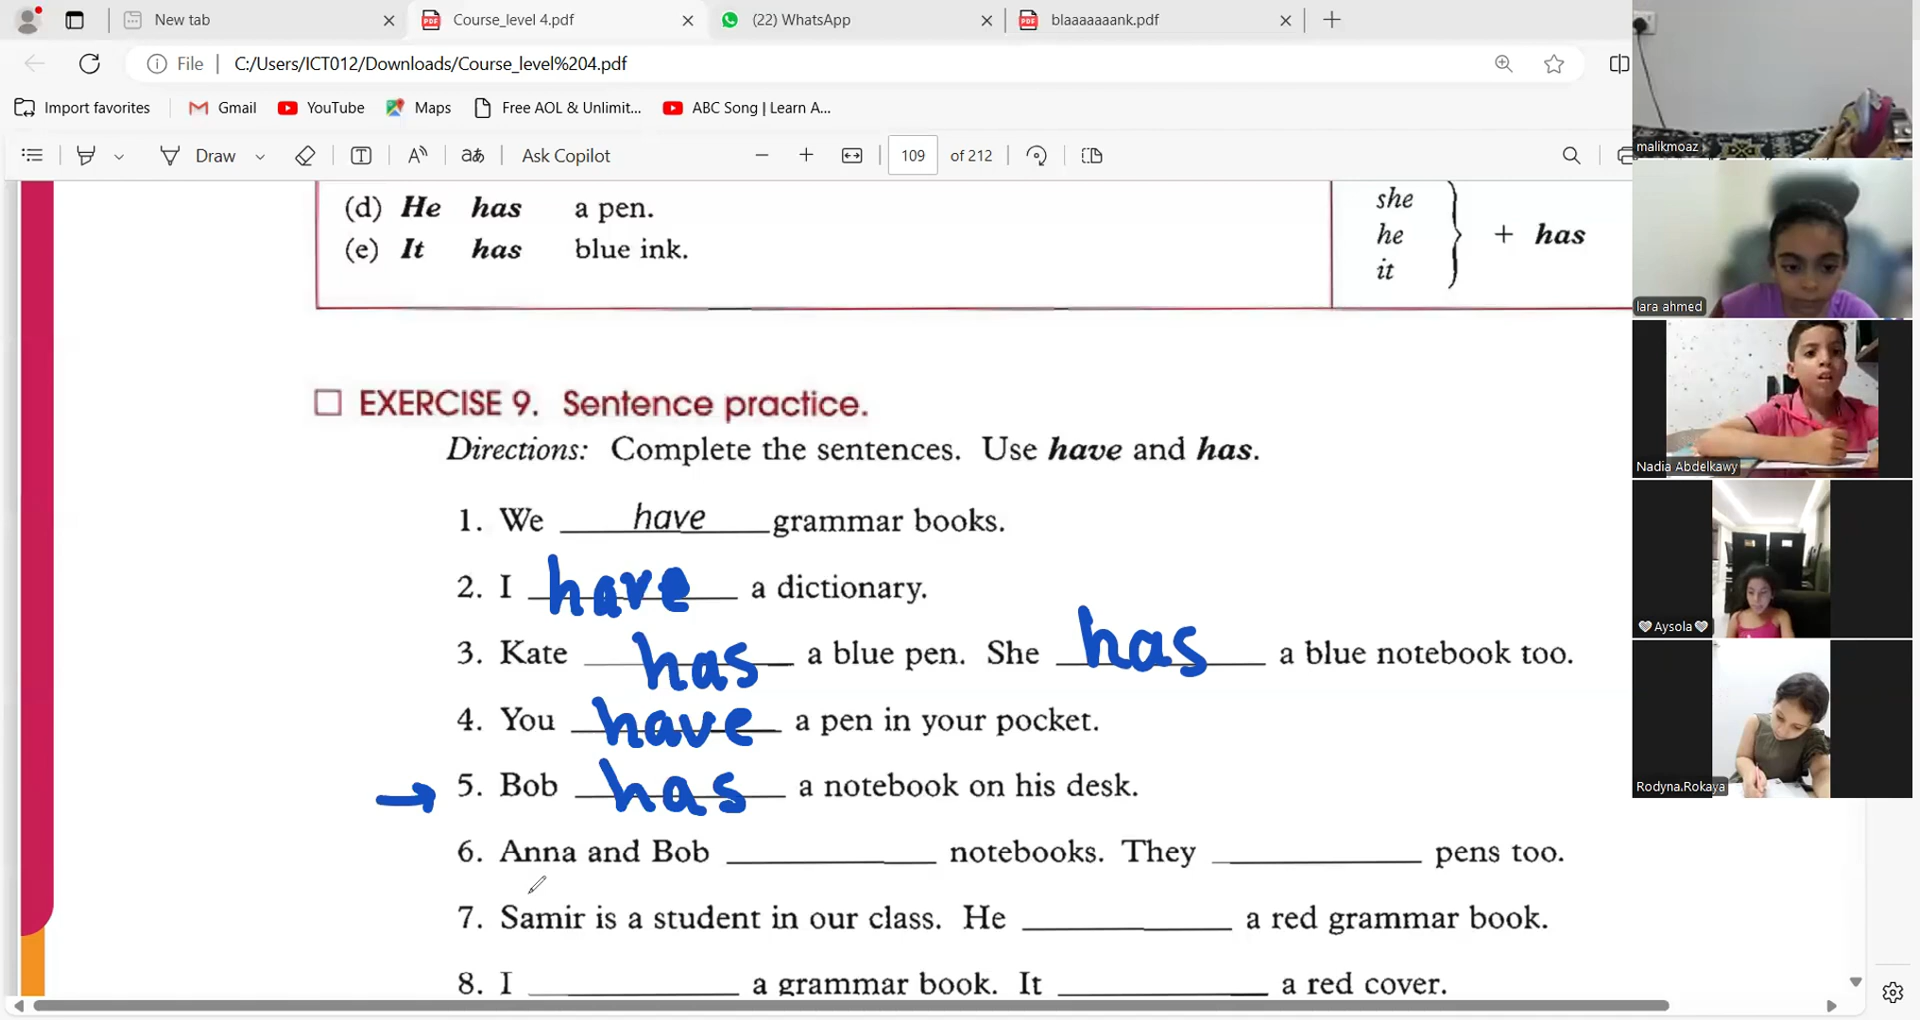 New tab
Course_level 4.pdf
(22) WhatsApp
blaaaaaaank.pdf
File C:/Users/ICT012/Downloads/Course_level%204.pdf
Import favorites
Gmail
YouTube
Maps
Free AOL & Unlimit...
ABC Song | Learn A...
Draw
Ask Copilot
109 of 212
(d) He has a pen.
(e) It has blue ink.
she
he
it
+ has
EXERCISE 9. Sentence practice.
Directions: Complete the sentences. Use have and has.
1. We have grammar books.
2. I have a dictionary.
3. Kate has a blue pen. She has a blue notebook too.
4. You have a pen in your pocket.
5. Bob has a notebook on his desk.
6. Anna and Bob ____ notebooks. They ____ pens too.
7. Samir is a student in our class. He ____ a red grammar book.
8. I ____ a grammar book. It ____ a red cover.
malikmoaz
lara ahmed
Nadia Abdelkawy
🤍Aysola🤍
Rodyna.Rokaya